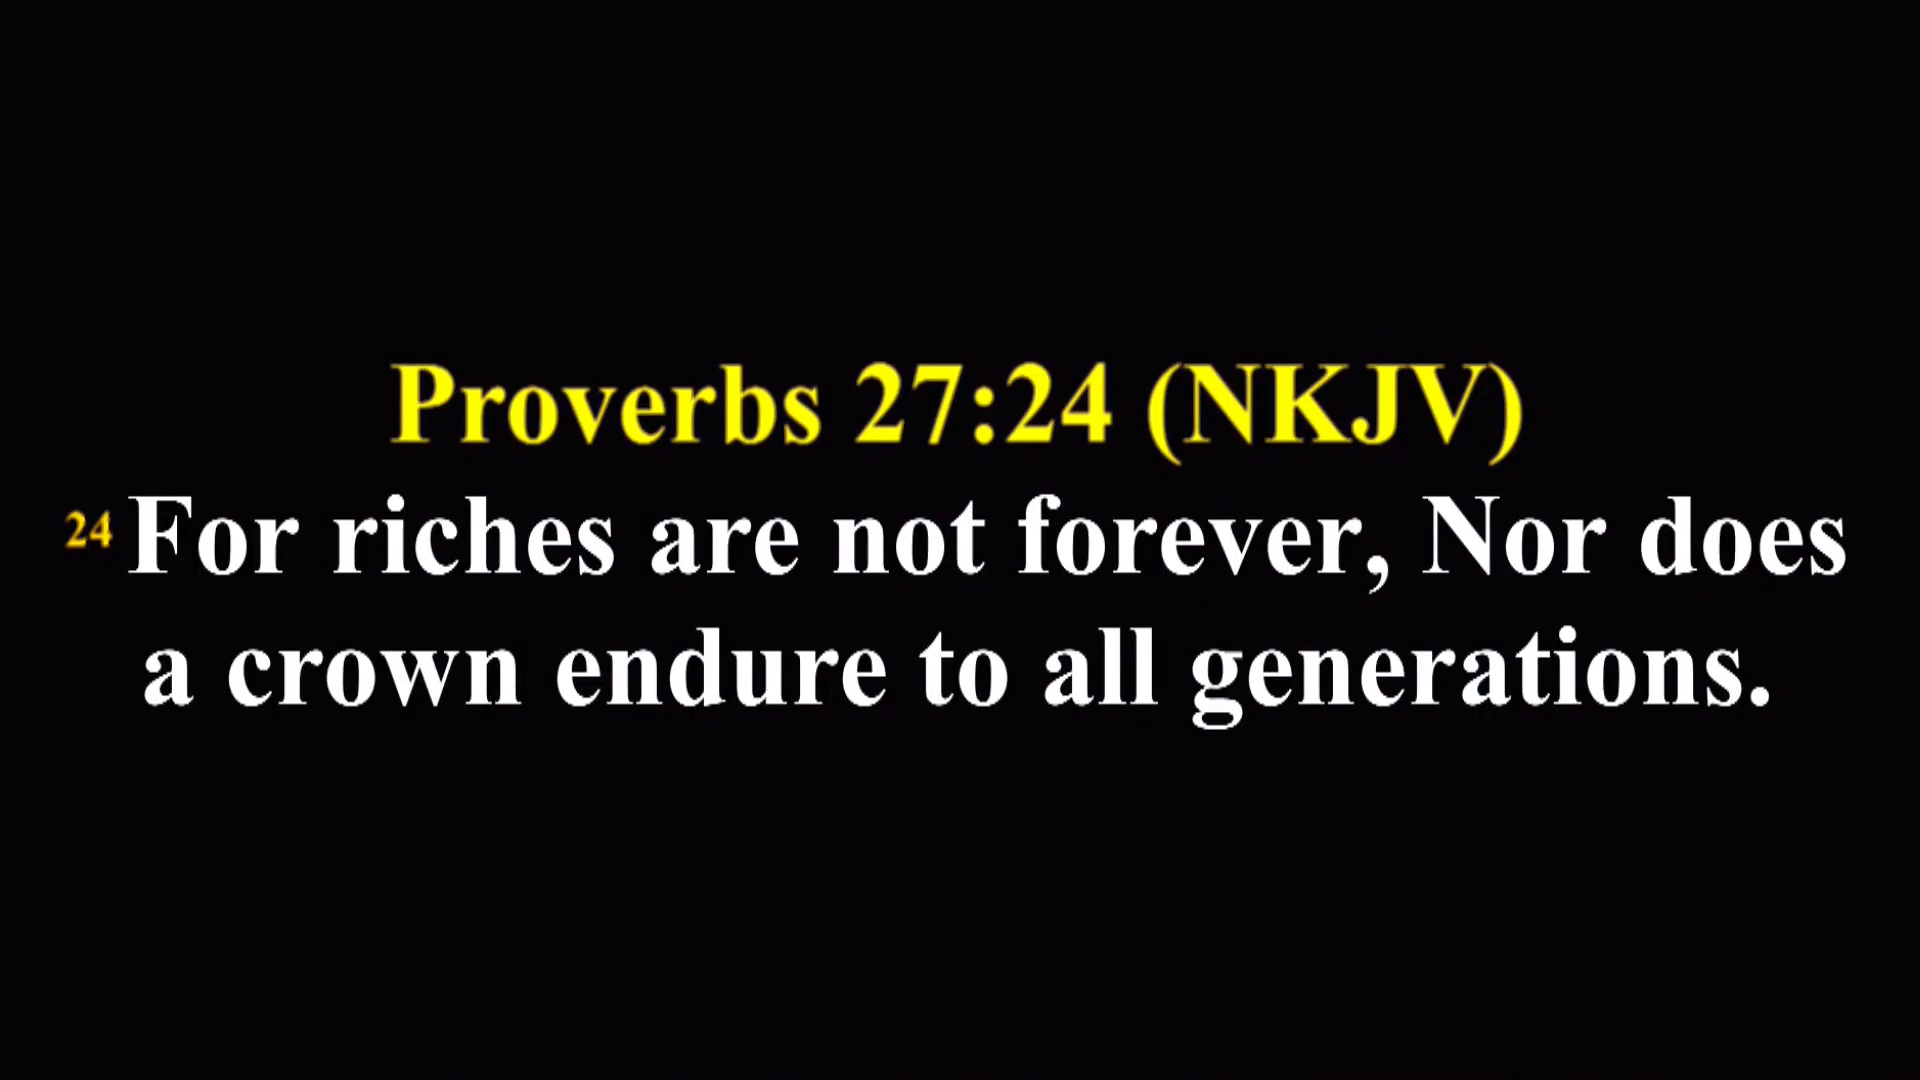 Proverbs 27:24 (NKJV)
24 For riches are not forever, Nor does
a crown endure to all generations.